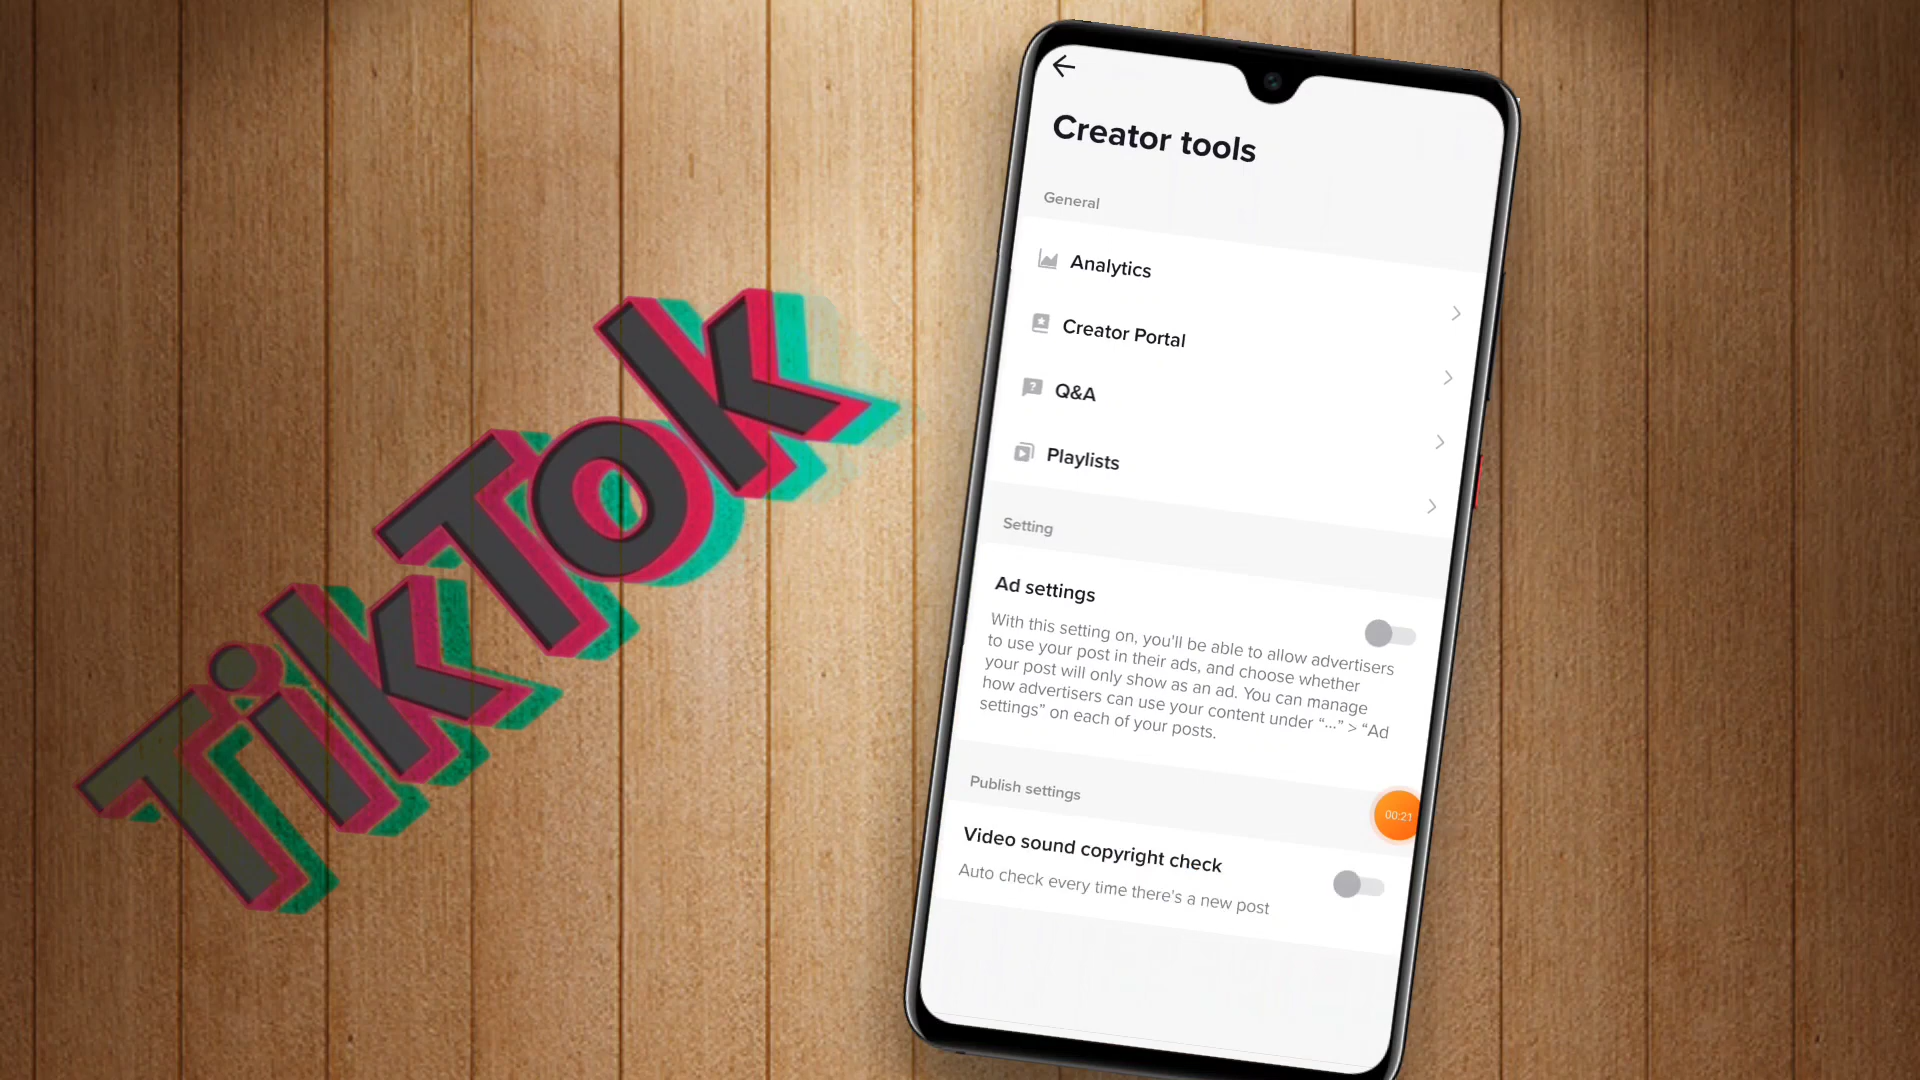 TikTok
Creator tools
General
Analytics
Creator Portal
Q&A
Playlists
Setting
Ad settings
With this setting on, you'll be able to allow advertisers
to use your post in their ads, and choose whether
your post will only show as an ad. You can manage
how advertisers can use your content under “...” > “Ad
settings” on each of your posts.
Publish settings
00:21
Video sound copyright check
Auto check every time there's a new post